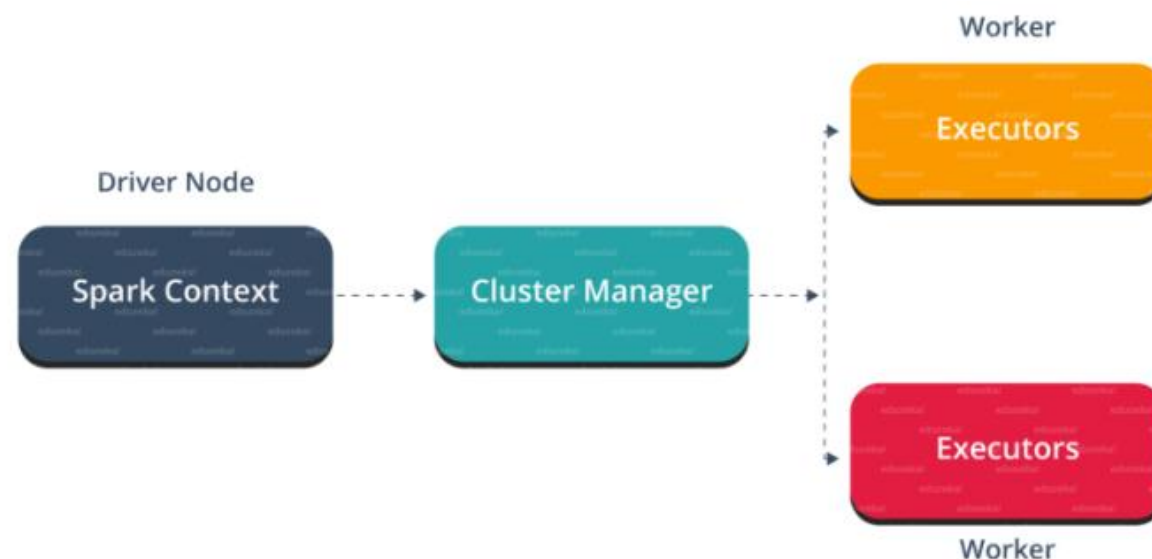 Worker
Executors
Driver Node
Spark Context
Cluster Manager
Executors
Worker